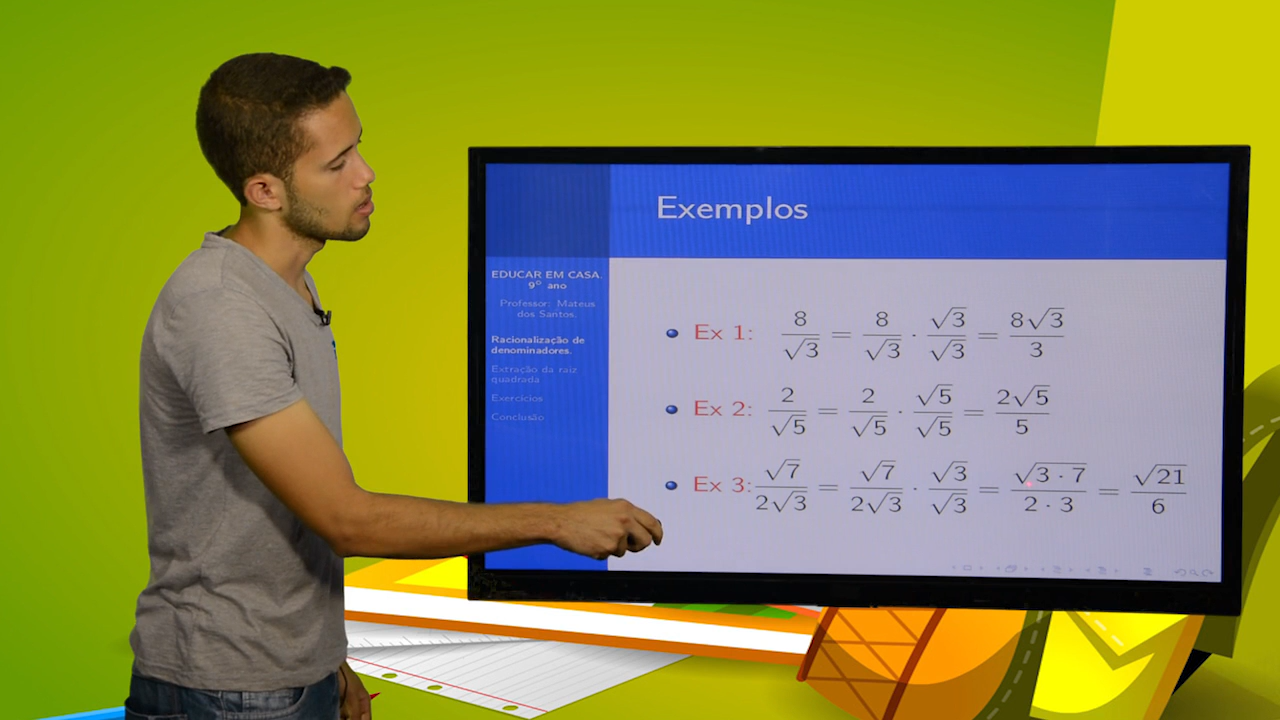 Exemplos
EDUCAR EM CASA.
9º ano
Professor: Mateus
dos Santos.
Racionalização de
denominadores.
Extração da raiz
quadrada
Exercícios
Conclusão
Ex 1: 8/√3 = 8/√3 · √3/√3 = 8√3/3
Ex 2: 2/√5 = 2/√5 · √5/√5 = 2√5/5
Ex 3: √7/2√3 = √7/2√3 · √3/√3 = √3·7/2·3 = √21/6